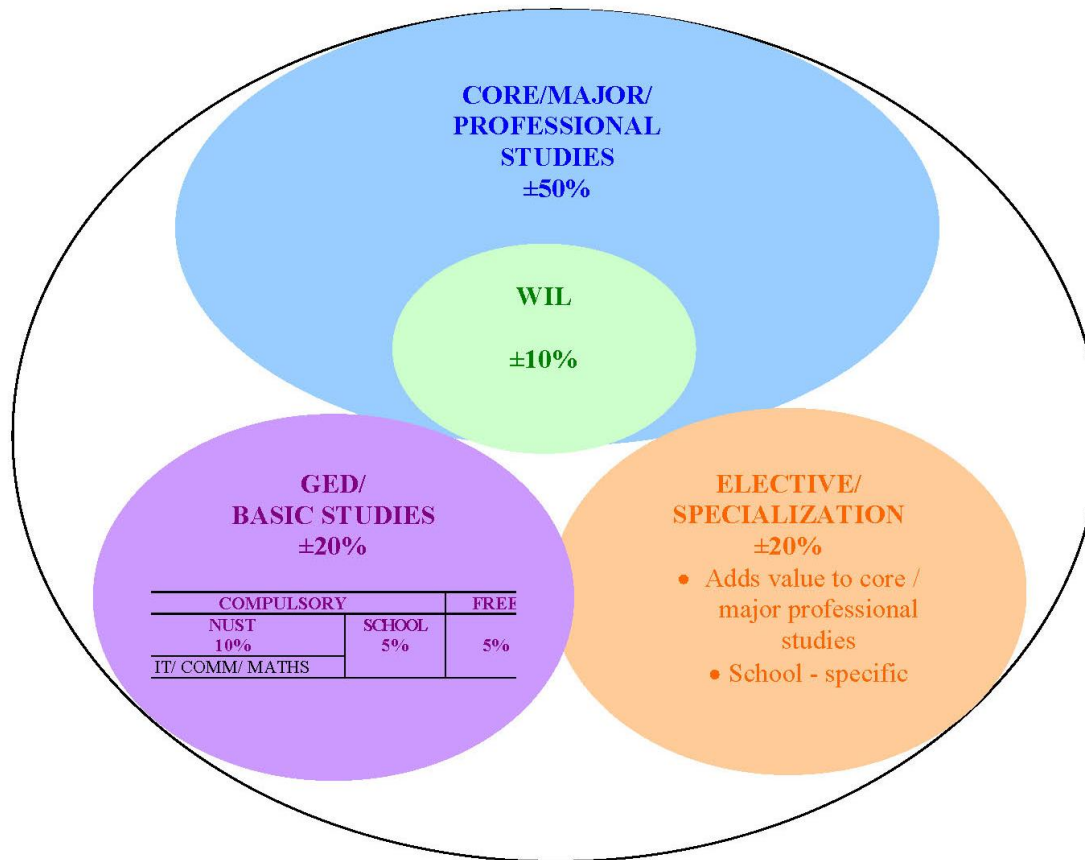 CORE/MAJOR/
PROFESSIONAL
STUDIES
±50%
WIL
±10%
GED/
BASIC STUDIES
±20%
COMPULSORY FREE
NUST SCHOOL
10% 5% 5%
IT/ COMM/ MATHS
ELECTIVE/
SPECIALIZATION
±20%
• Adds value to core /
major professional
studies
• School - specific